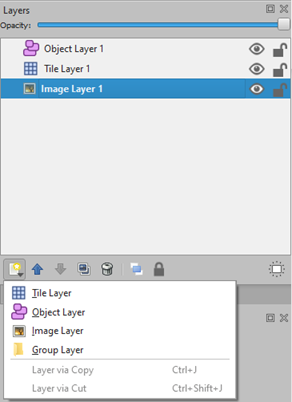 Layers
Opacity:
Object Layer 1
Tile Layer 1
Image Layer 1
Tile Layer
Object Layer
Image Layer
Group Layer
Layer via Copy Ctrl+J
Layer via Cut Ctrl+Shift+J